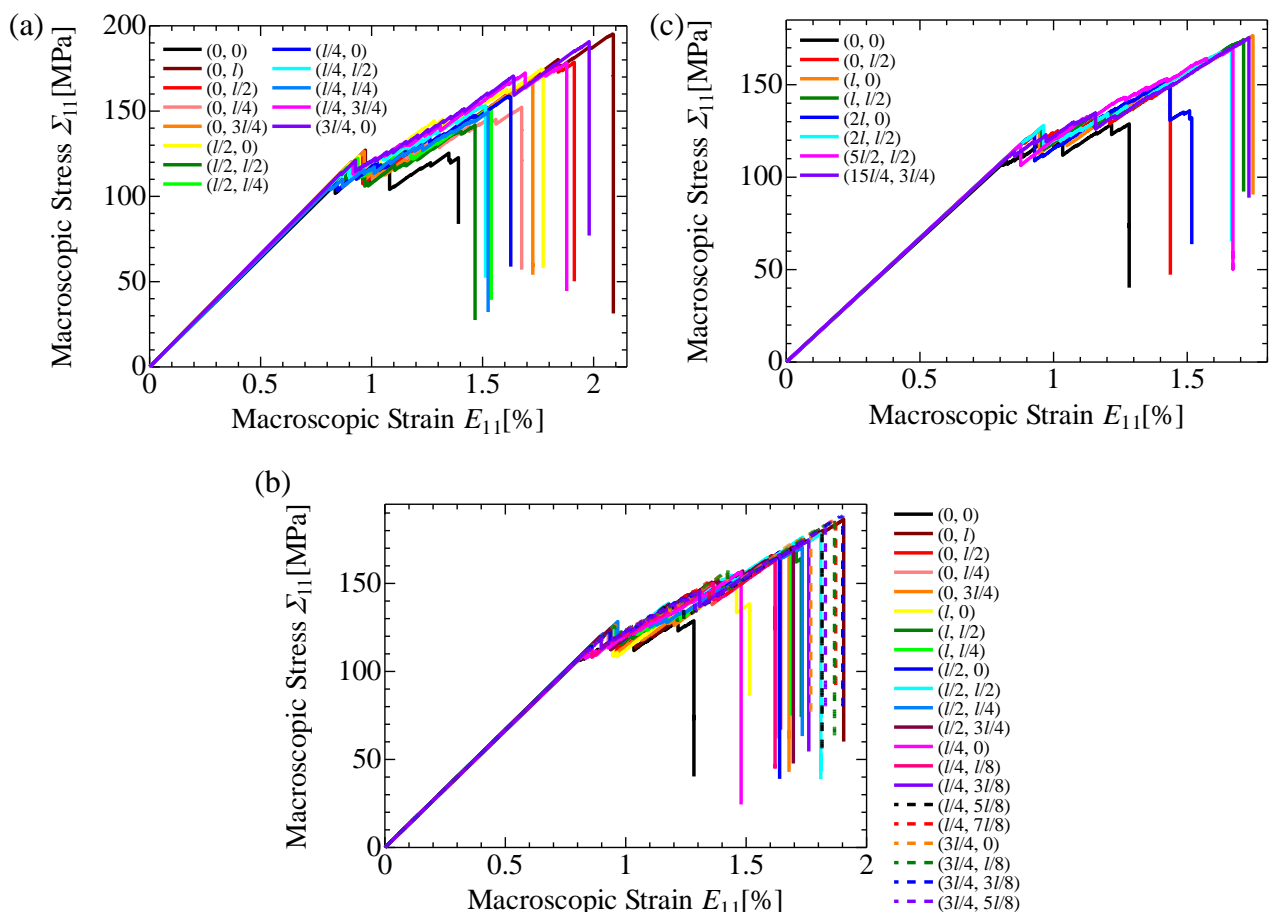 (a)
Macroscopic Stress Σ11 [MPa]
200
150
100
50
0
(0, 0)
(0, l)
(0, l/2)
(0, l/4)
(0, 3l/4)
(l/2, 0)
(l/2, l/2)
(l/2, l/4)
(l/4, 0)
(l/4, l/2)
(l/4, l/4)
(l/4, 3l/4)
(3l/4, 0)
0 0.5 1 1.5 2
Macroscopic Strain E11[%]
(c)
Macroscopic Stress Σ11 [MPa]
150
100
50
0
(0, 0)
(0, l/2)
(l, 0)
(l, l/2)
(2l, 0)
(2l, l/2)
(5l/2, l/2)
(15l/4, 3l/4)
0 0.5 1 1.5
Macroscopic Strain E11[%]
(b)
Macroscopic Stress Σ11 [MPa]
150
100
50
0
0 0.5 1 1.5 2
Macroscopic Strain E11[%]
(0, 0)
(0, l)
(0, l/2)
(0, l/4)
(0, 3l/4)
(l, 0)
(l, l/2)
(l, l/4)
(l/2, 0)
(l/2, l/2)
(l/2, l/4)
(l/2, 3l/4)
(l/4, 0)
(l/4, l/8)
(l/4, 3l/8)
(l/4, 5l/8)
(l/4, 7l/8)
(3l/4, 0)
(3l/4, l/8)
(3l/4, 3l/8)
(3l/4, 5l/8)